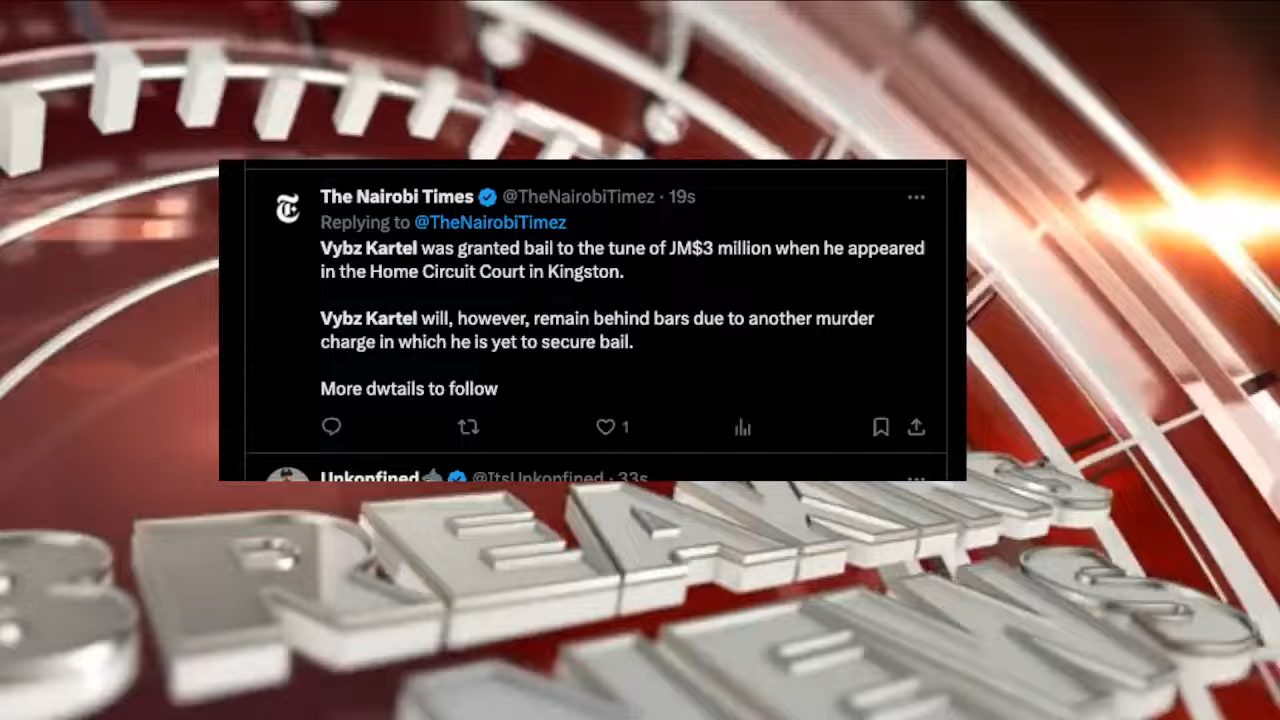 The Nairobi Times @TheNairobiTimez · 19s
Replying to @TheNairobiTimez
Vybz Kartel was granted bail to the tune of JM$3 million when he appeared
in the Home Circuit Court in Kingston.
Vybz Kartel will, however, remain behind bars due to another murder
charge in which he is yet to secure bail.
More dwtails to follow
1
Unkonfined @ItsUnkonfined · 33s
BREAKING
NEWS